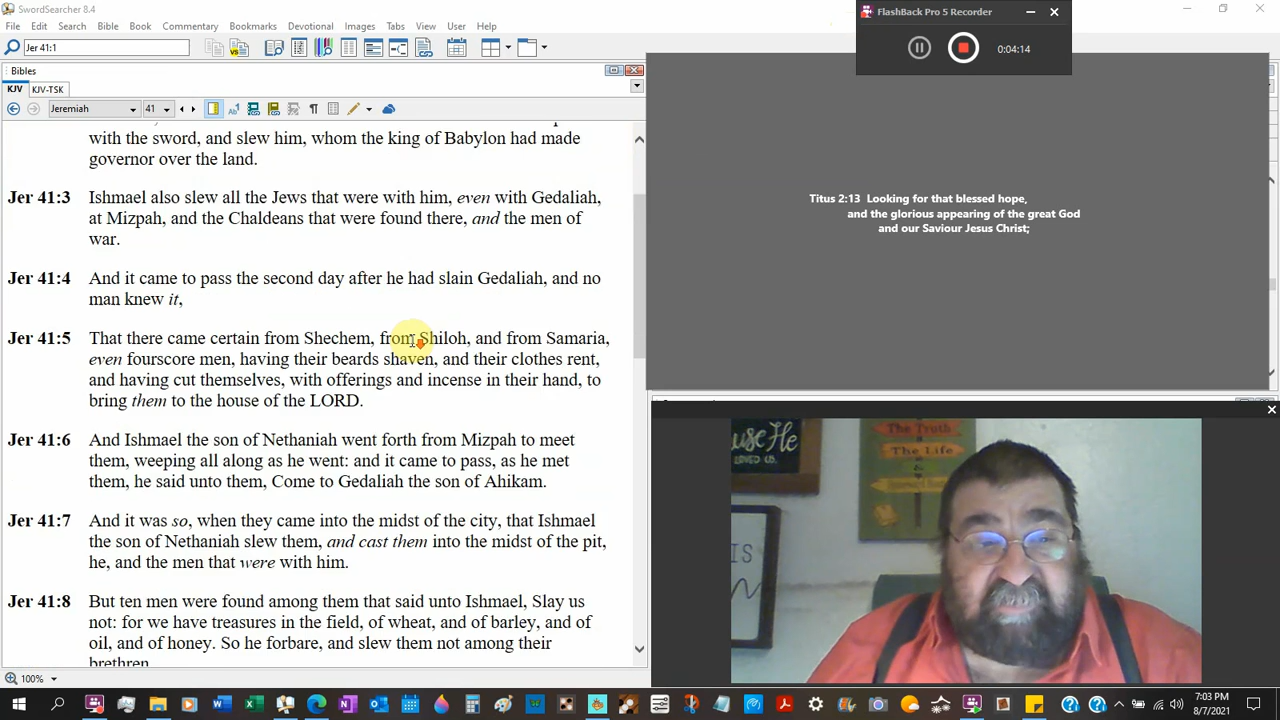 SwordSearcher 8.4
File Edit Search Book Commentary Bookmarks Devotional Images Tabs View User Help
Jer 41:1
VS
Bibles
KJV KJV-TSK
Jeremiah 41
with the sword, and slew him, whom the king of Babylon had made
governor over the land.
Jer 41:3 Ishmael also slew all the Jews that were with him, even with Gedaliah,
at Mizpah, and the Chaldeans that were found there, and the men of
war.
Jer 41:4 And it came to pass the second day after he had slain Gedaliah, and no
man knew it,
Jer 41:5 That there came certain from Shechem, from Shiloh, and from Samaria,
even fourscore men, having their beards shaven, and their clothes rent,
and having cut themselves, with offerings and incense in their hand, to
bring them to the house of the LORD.
Jer 41:6 And Ishmael the son of Nethaniah went forth from Mizpah to meet
them, weeping all along as he went: and it came to pass, as he met
them, he said unto them, Come to Gedaliah the son of Ahikam.
Jer 41:7 And it was so, when they came into the midst of the city, that Ishmael
the son of Nethaniah slew them, and cast them into the midst of the pit,
he, and the men that were with him.
Jer 41:8 But ten men were found among them that said unto Ishmael, Slay us
not: for we have treasures in the field, of wheat, and of barley, and of
oil, and of honey. So he forbare, and slew them not among their
brethren
100%
FlashBack Pro 5 Recorder
0:04:14
Titus 2:13 Looking for that blessed hope,
and the glorious appearing of the great God
and our Saviour Jesus Christ;
use He
LOVED US.
The Truth
The Life
IS
7:03 PM
8/7/2021